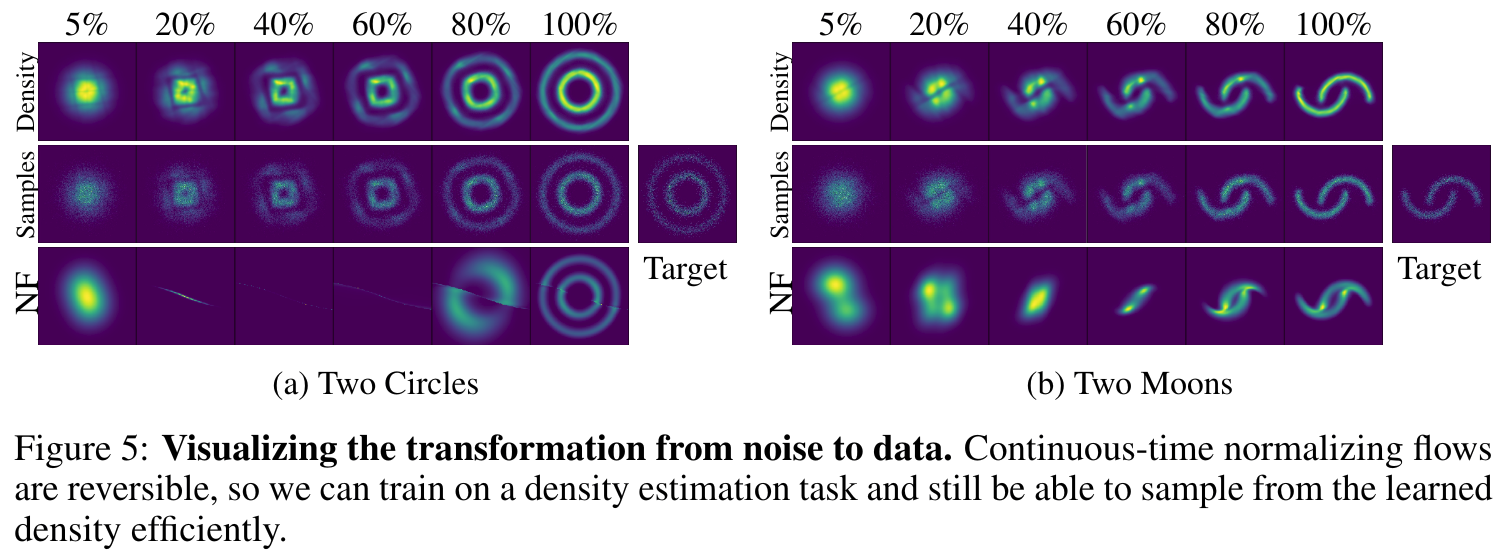 5% 20% 40% 60% 80% 100%
Density
Samples
NF
Target
(a) Two Circles
5% 20% 40% 60% 80% 100%
Density
Samples
NF
Target
(b) Two Moons
Figure 5: Visualizing the transformation from noise to data. Continuous-time normalizing flows
are reversible, so we can train on a density estimation task and still be able to sample from the learned
density efficiently.